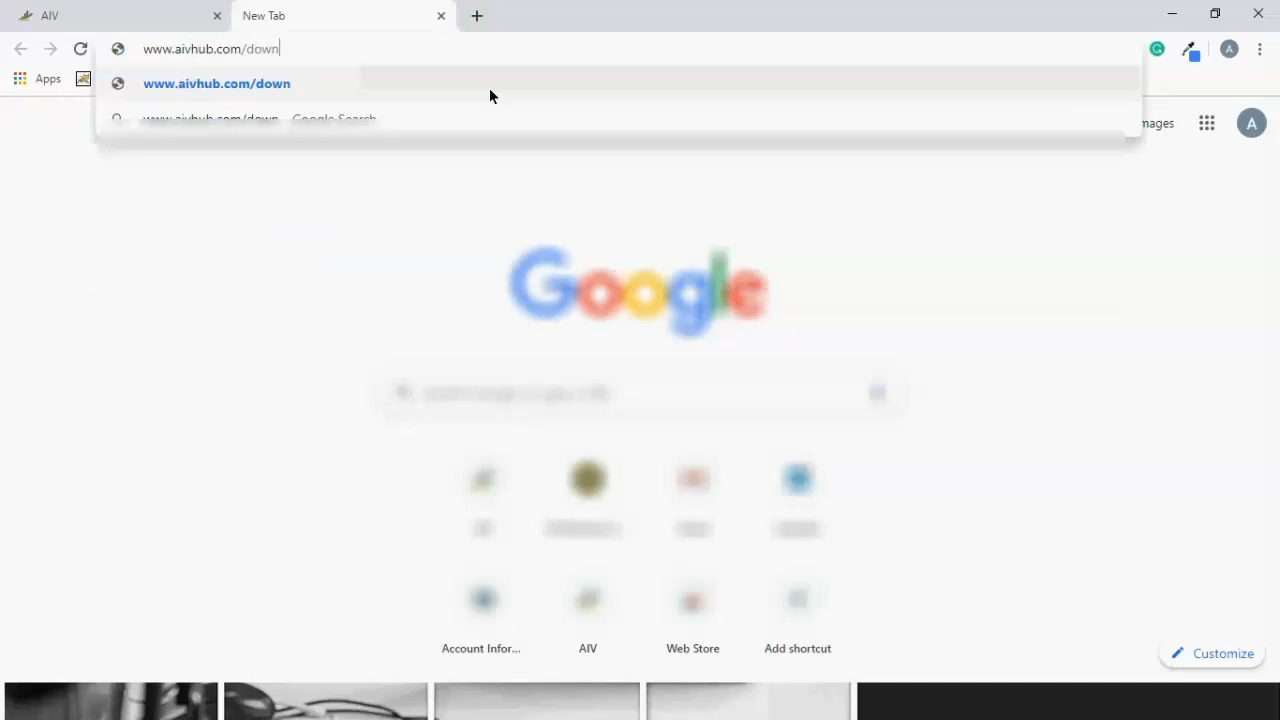 AIV
New Tab
www.aivhub.com/down
A
Apps
www.aivhub.com/down
www.aivhub.com/down Google Search
mages
A
Google
Account Infor...
AIV
Web Store
Add shortcut
Customize